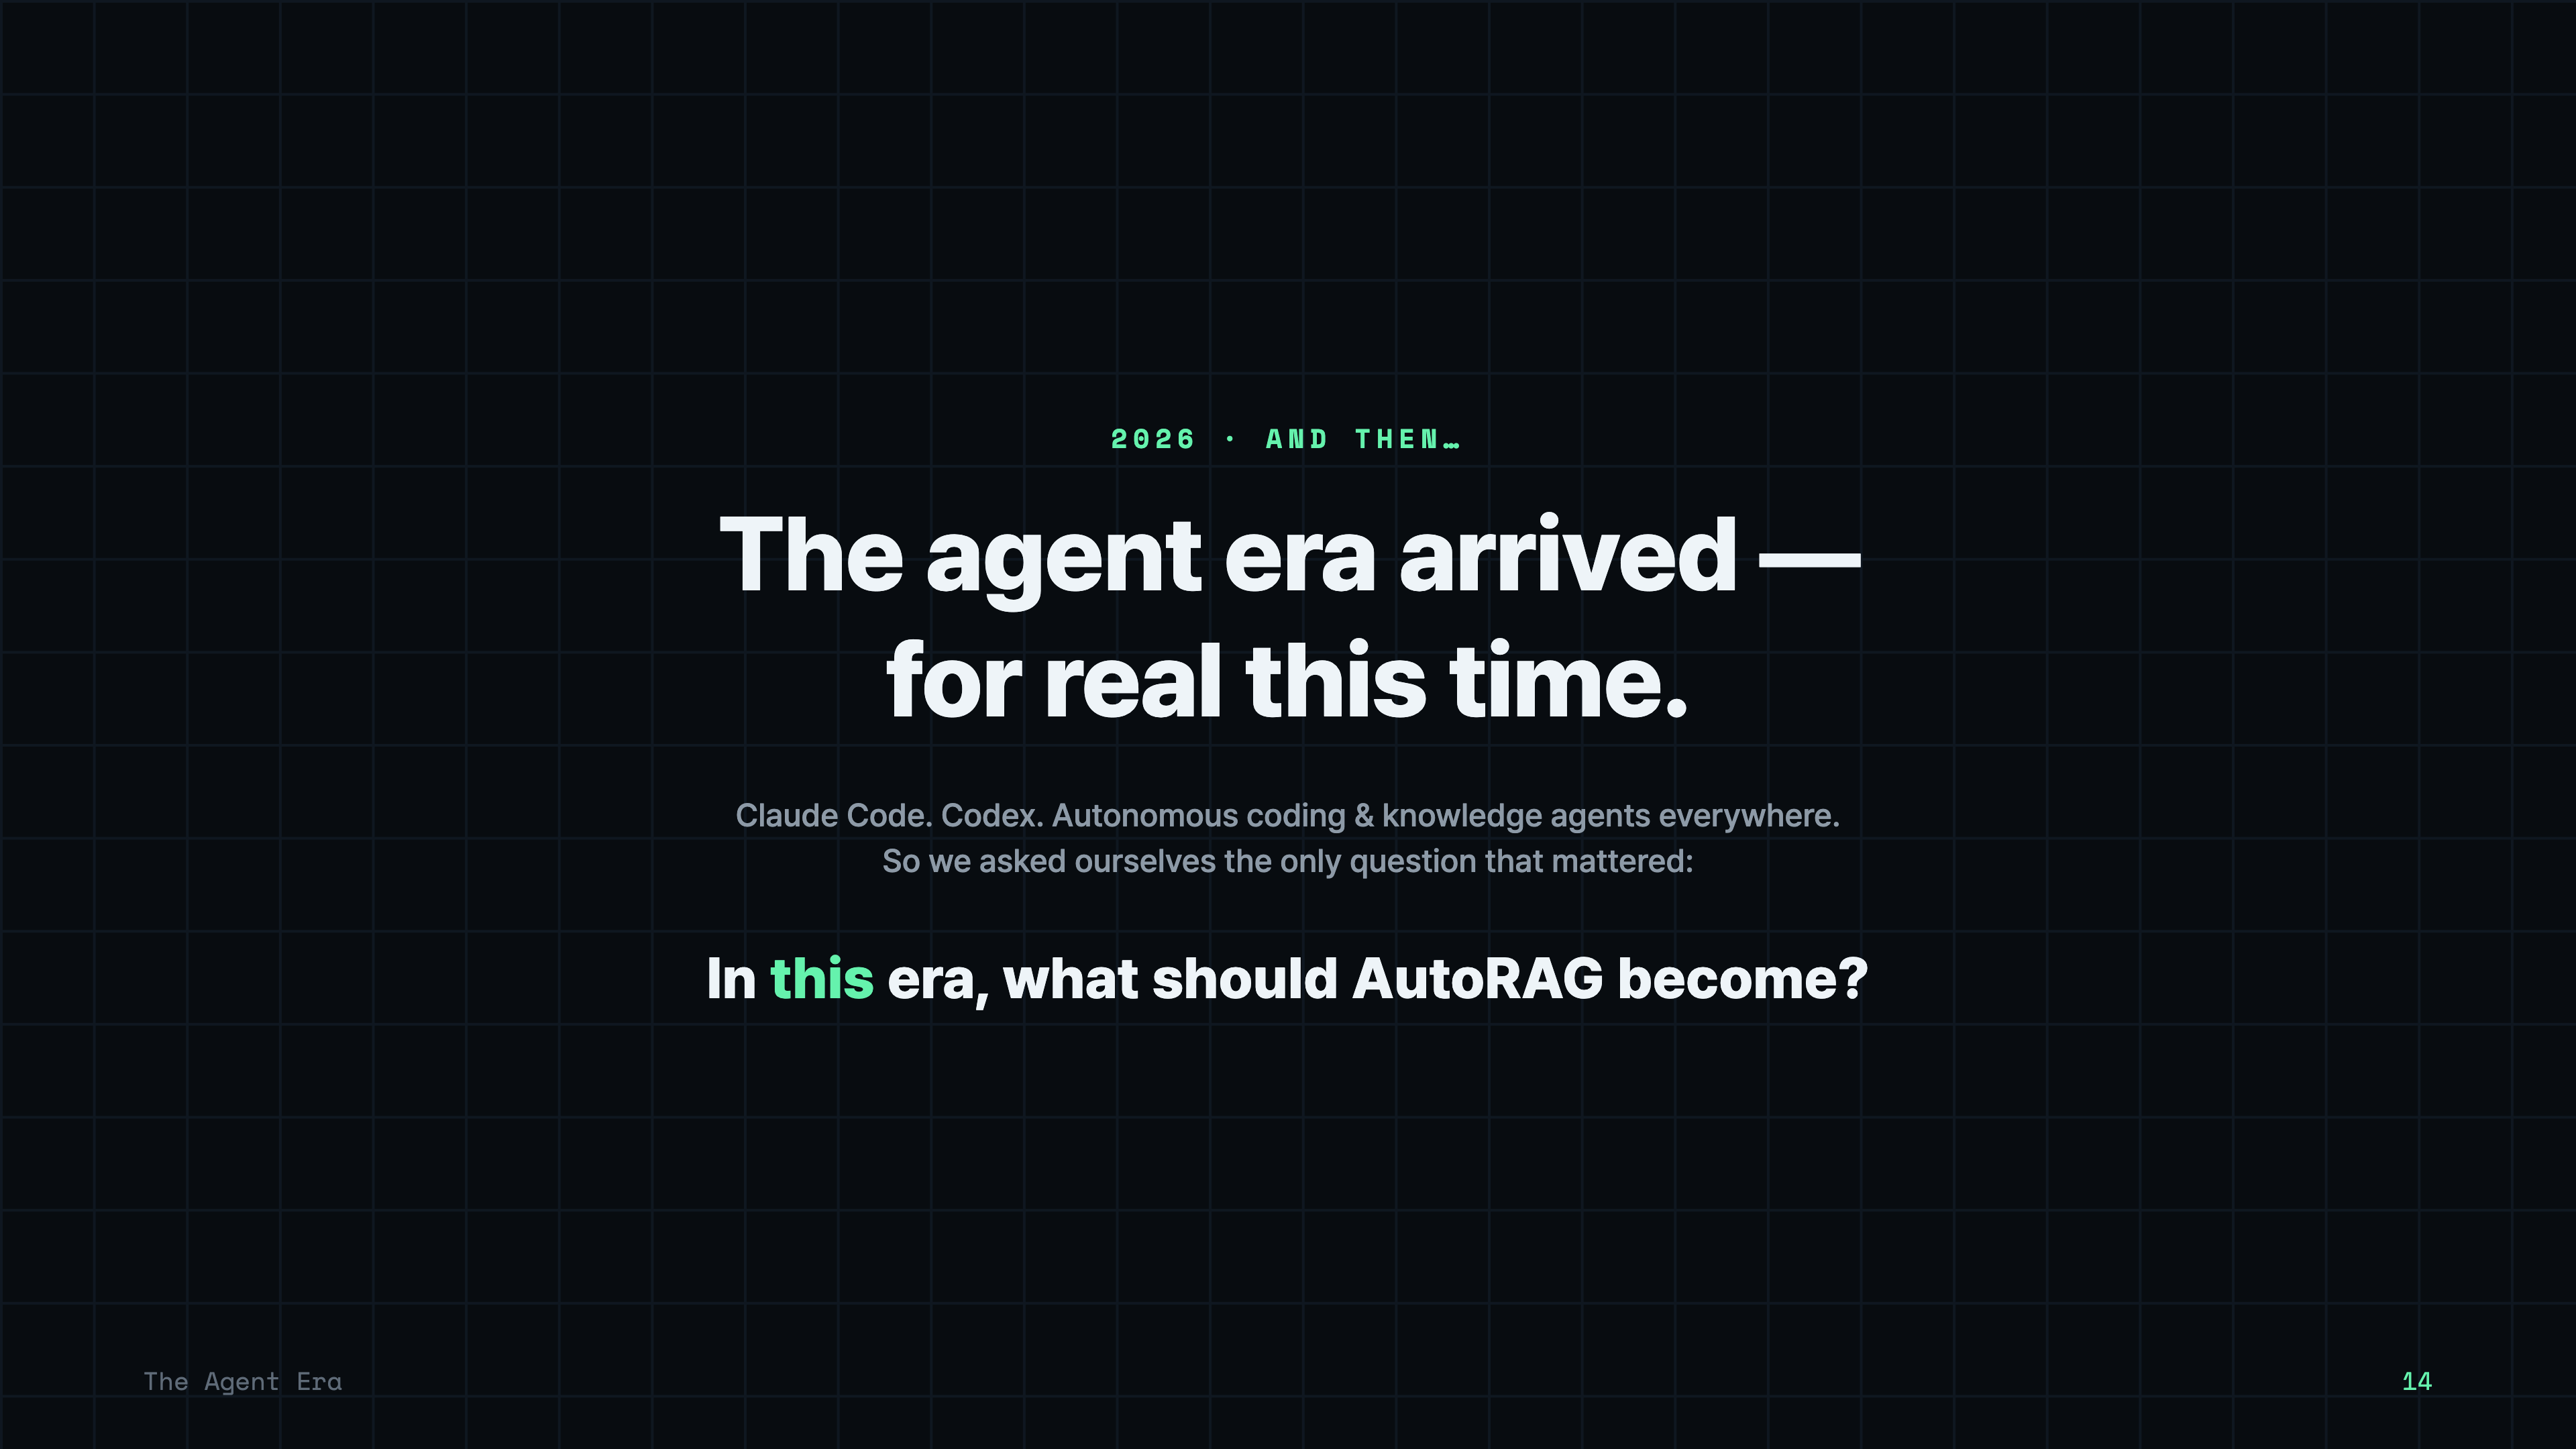 2026 · AND THEN…
The agent era arrived —
for real this time.
Claude Code. Codex. Autonomous coding & knowledge agents everywhere.
So we asked ourselves the only question that mattered:
In this era, what should AutoRAG become?
The Agent Era
14